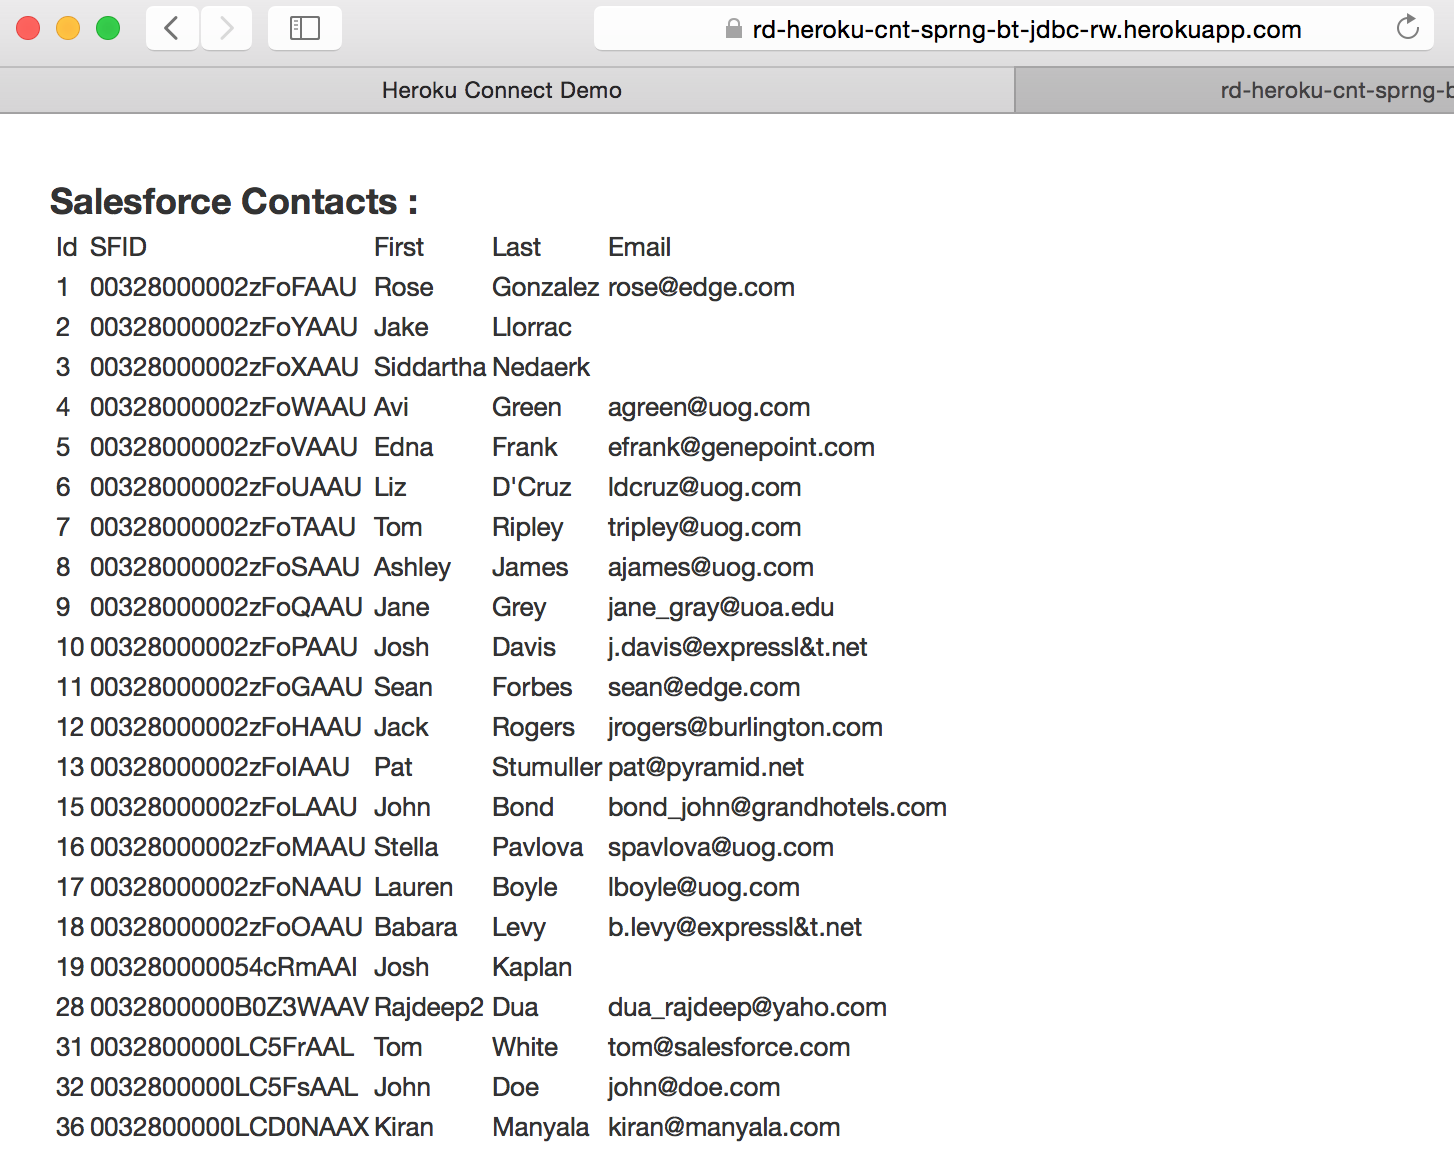 rd-heroku-cnt-sprng-bt-jdbc-rw.herokuapp.com
Heroku Connect Demo rd-heroku-cnt-sprng-b
Salesforce Contacts :
Id SFID First Last Email
1 00328000002zFoFAAU Rose Gonzalez rose@edge.com
2 00328000002zFoYAAU Jake Llorrac
3 00328000002zFoXAAU Siddartha Nedaerk
4 00328000002zFoWAAU Avi Green agreen@uog.com
5 00328000002zFoVAAU Edna Frank efrank@genepoint.com
6 00328000002zFoUAAU Liz D'Cruz ldcruz@uog.com
7 00328000002zFoTAAU Tom Ripley tripley@uog.com
8 00328000002zFoSAAU Ashley James ajames@uog.com
9 00328000002zFoQAAU Jane Grey jane_gray@uoa.edu
10 00328000002zFoPAAU Josh Davis j.davis@expressl&t.net
11 00328000002zFoGAAU Sean Forbes sean@edge.com
12 00328000002zFoHAAU Jack Rogers jrogers@burlington.com
13 00328000002zFoIAAU Pat Stumuller pat@pyramid.net
15 00328000002zFoLAAU John Bond bond_john@grandhotels.com
16 00328000002zFoMAAU Stella Pavlova spavlova@uog.com
17 00328000002zFoNAAU Lauren Boyle lboyle@uog.com
18 00328000002zFoOAAU Babara Levy b.levy@expressl&t.net
19 003280000054cRmAAI Josh Kaplan
28 0032800000B0Z3WAAV Rajdeep2 Dua dua_rajdeep@yaho.com
31 0032800000LC5FrAAL Tom White tom@salesforce.com
32 0032800000LC5FsAAL John Doe john@doe.com
36 0032800000LCD0NAAX Kiran Manyala kiran@manyala.com